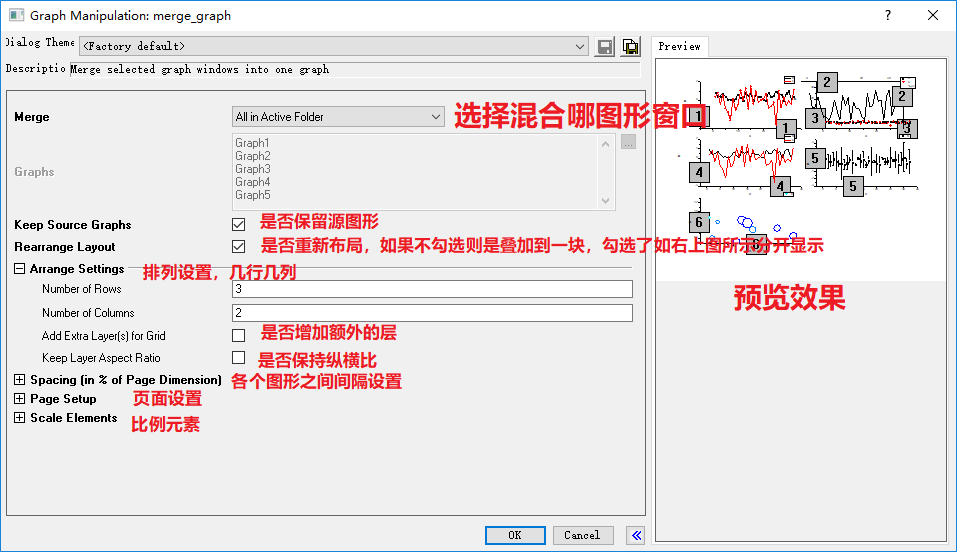 Graph Manipulation: merge_graph
Dialog Theme <Factory default>
Descriptio Merge selected graph windows into one graph
Preview
Merge All in Active Folder 选择混合哪图形窗口
Graphs
Graph1
Graph2
Graph3
Graph4
Graph5
...
Keep Source Graphs 是否保留源图形
Rearrange Layout 是否重新布局，如果不勾选则是叠加到一块，勾选了如右上图所示分开显示
Arrange Settings 排列设置，几行几列
Number of Rows 3
Number of Columns 2
Add Extra Layer(s) for Grid 是否增加额外的层
Keep Layer Aspect Ratio 是否保持纵横比
Spacing (in % of Page Dimension) 各个图形之间间隔设置
Page Setup 页面设置
Scale Elements 比例元素
OK Cancel
1 1
2 2
3 3
4 4
5 5
6
预览效果